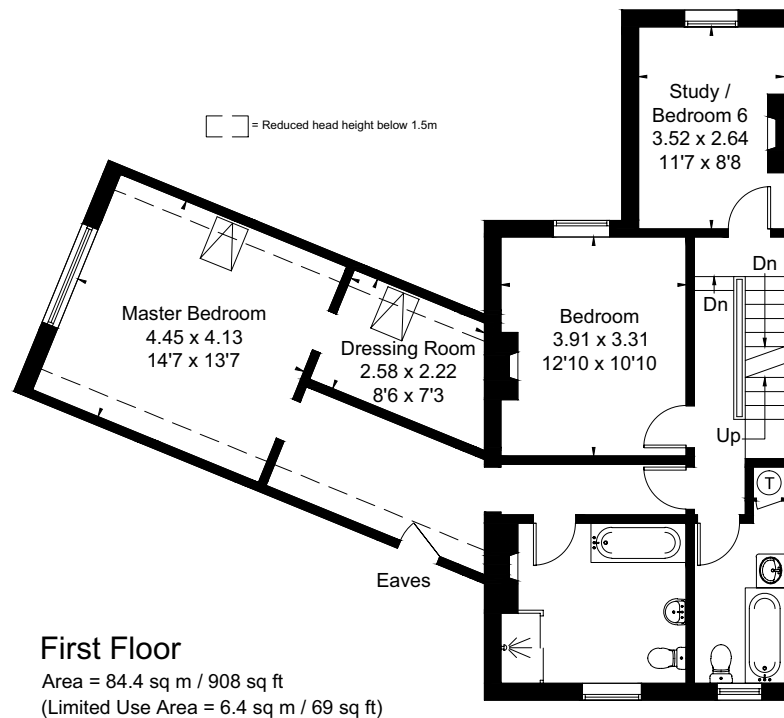 Study /
Bedroom 6
3.52 x 2.64
11'7 x 8'8
= Reduced head height below 1.5m
Dn
Dn
Master Bedroom
4.45 x 4.13
14'7 x 13'7
Bedroom
3.91 x 3.31
12'10 x 10'10
Dressing Room
2.58 x 2.22
8'6 x 7'3
Up
T
Eaves
First Floor
Area = 84.4 sq m / 908 sq ft
(Limited Use Area = 6.4 sq m / 69 sq ft)